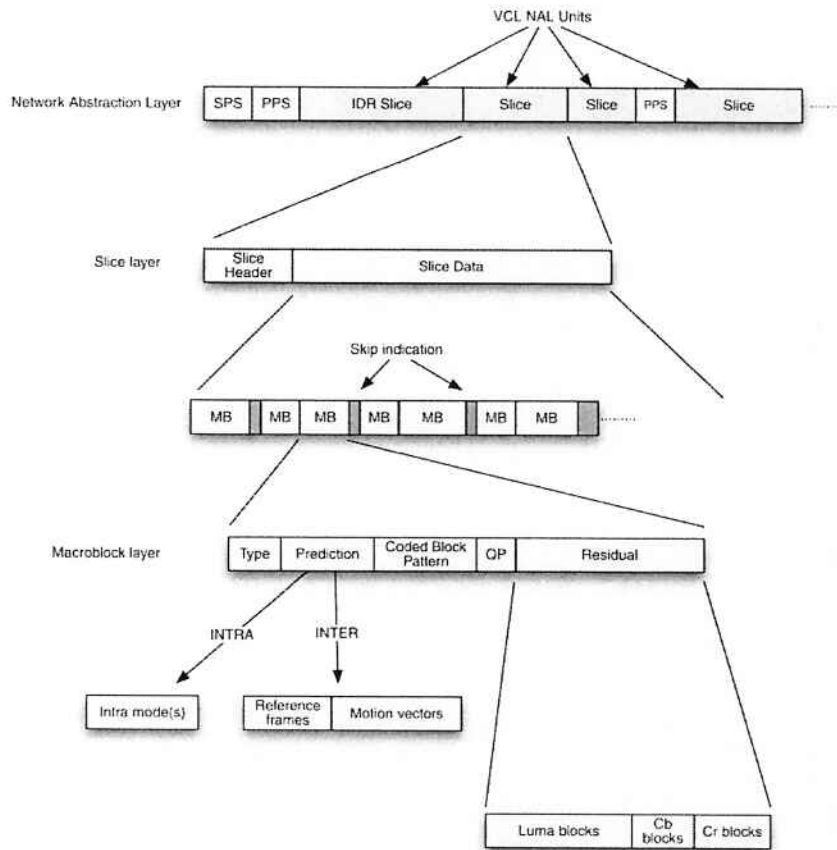 VCL NAL Units
Network Abstraction Layer
SPS
PPS
IDR Slice
Slice
Slice
PPS
Slice
Slice layer
Slice
Header
Slice Data
Skip indication
MB
MB
MB
MB
MB
MB
MB
Macroblock layer
Type
Prediction
Coded Block
Pattern
QP
Residual
INTRA
INTER
Intra mode(s)
Reference
frames
Motion vectors
Luma blocks
Cb
blocks
Cr blocks